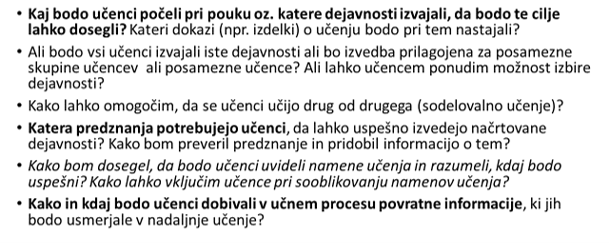 • Kaj bodo učenci počeli pri pouku oz. katere dejavnosti izvajali, da bodo te cilje
lahko dosegli? Kateri dokazi (npr. izdelki) o učenju bodo pri tem nastajali?
• Ali bodo vsi učenci izvajali iste dejavnosti ali bo izvedba prilagojena za posamezne
skupine učencev ali posamezne učence? Ali lahko učencem ponudim možnost izbire
dejavnosti?
• Kako lahko omogočim, da se učenci učijo drug od drugega (sodelovalno učenje)?
• Katera predznanja potrebujejo učenci, da lahko uspešno izvedejo načrtovane
dejavnosti? Kako bom preveril predznanje in pridobil informacijo o tem?
• Kako bom dosegel, da bodo učenci uvideli namene učenja in razumeli, kdaj bodo
uspešni? Kako lahko vključim učence pri sooblikovanju namenov učenja?
• Kako in kdaj bodo učenci dobivali v učnem procesu povratne informacije, ki jih
bodo usmerjale v nadaljnje učenje?